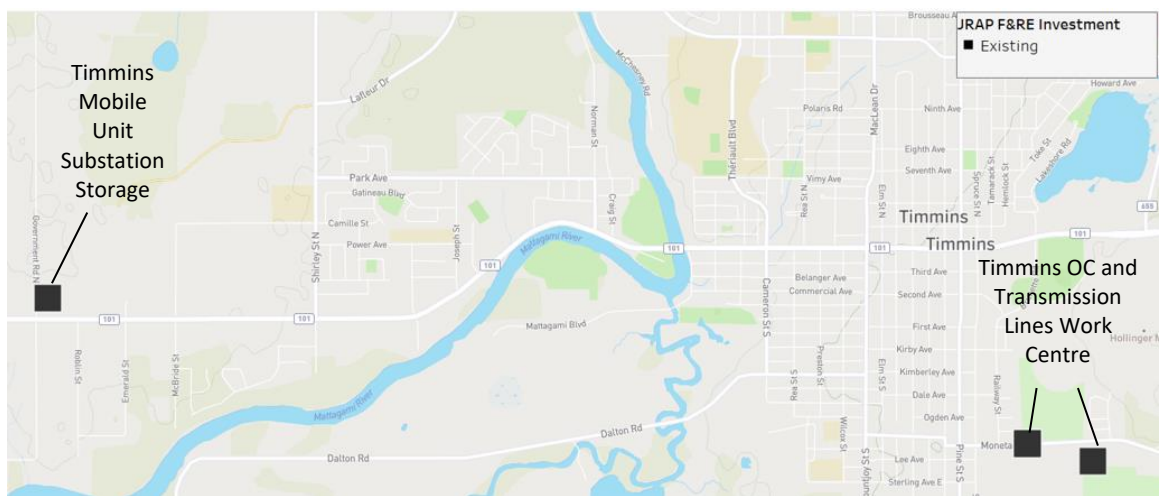 JRAP F&RE Investment
Existing
Timmins
Mobile
Unit
Substation
Storage
Brousseau Ave
Howard Ave
McChesney Rd
Lafleur Dr
Norman St
Thériault Blvd
MacLean Dr
Polaris Rd
Ninth Ave
Toke St
Lakeshore Rd
Eighth Ave
Seventh Ave
Park Ave
Gatineau Blvd
Vimy Ave
Tamarack St
Hemlock St
Spruce St N
Craig St
Rea St N
Elm St N
Timmins
655
Government Rd N
Camille St
Shirley St N
Power Ave
Joseph St
101
Mattagami River
101
101
Timmins
101
Belanger Ave
Commercial Ave
Cameron St S
Third Ave
Second Ave
Timmins OC and
Transmission
Lines Work
Centre
101
101
Mattagami Blvd
First Ave
Hollinger
Robin St
Emerald St
McBride St
Preston St
Kirby Ave
Kimberley Ave
Elm St S
Rea St S
Railway St
Dale Ave
Mattagami River
Ogden Ave
Dalton Rd
Dalton Rd
Wilcox St
Moneta
Pine St S
Lee Ave
Sterling Ave E